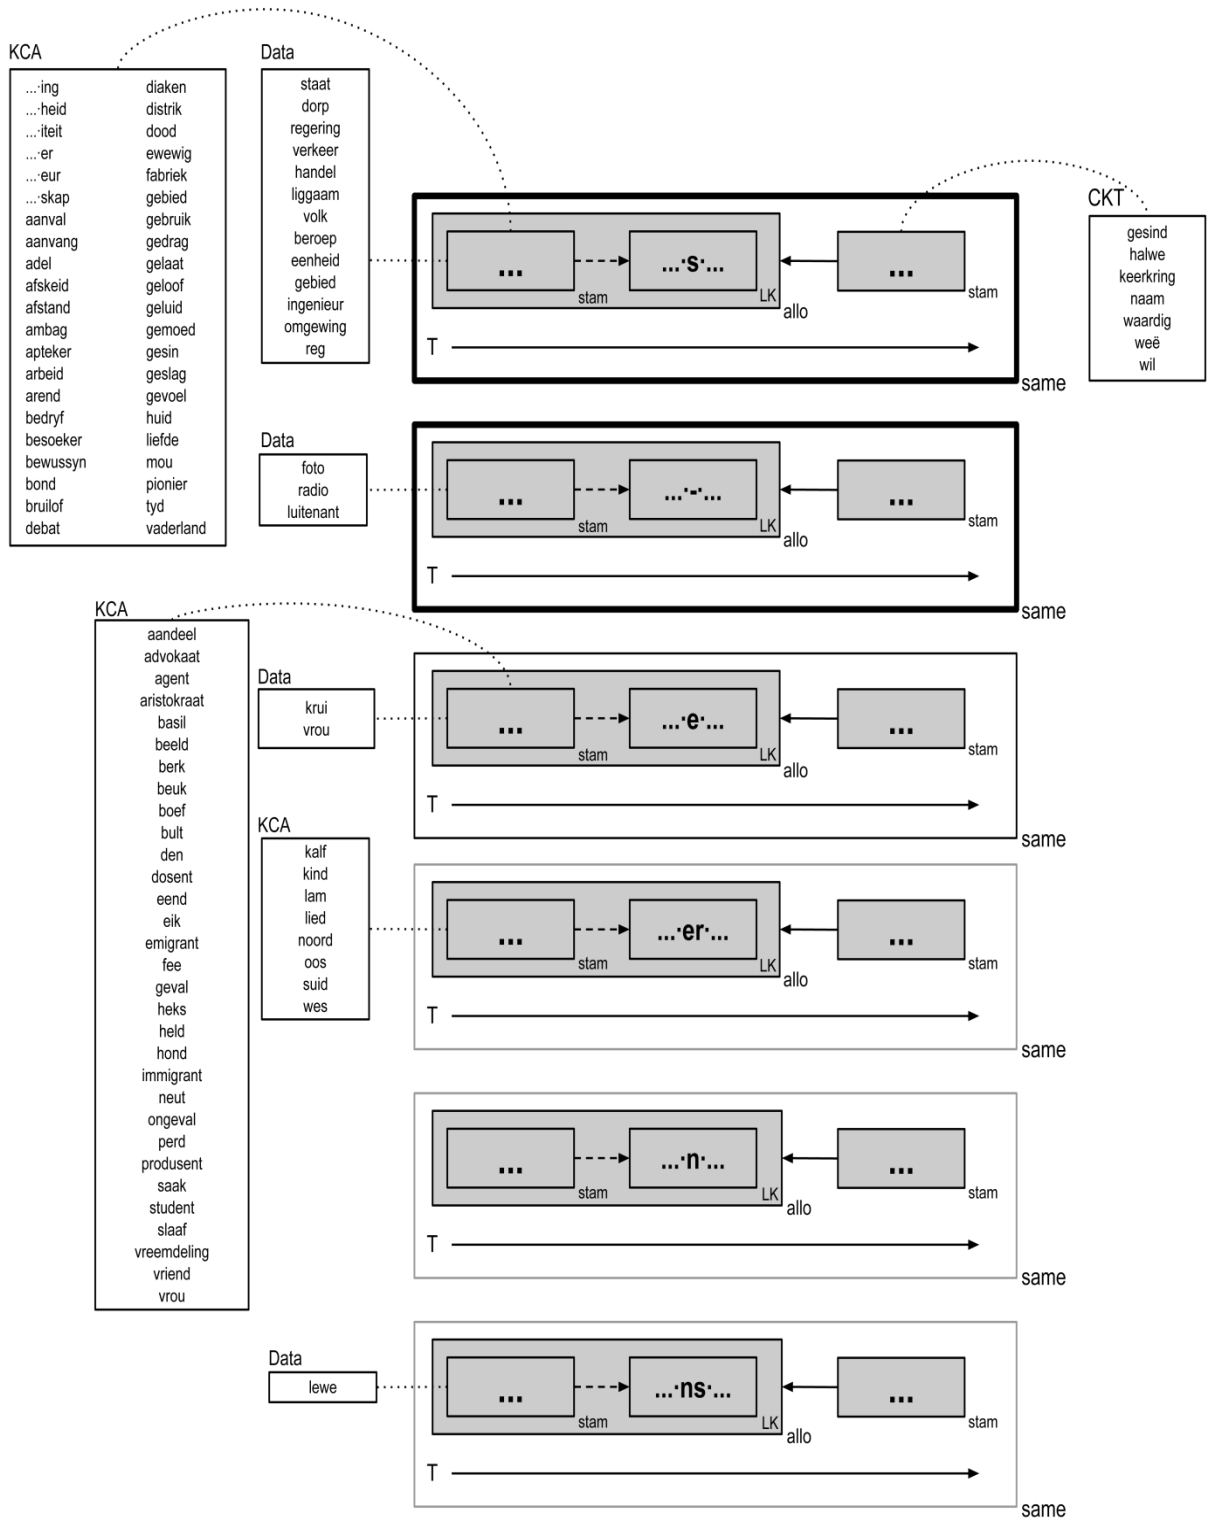 KCA
...·ing
...·heid
...·iteit
...·er
...·eur
...·skap
aanval
aanvang
adel
afskeid
afstand
ambag
apteker
arbeid
arend
bedryf
besoeker
bewussyn
bond
bruilof
debat
diaken
distrik
dood
ewewig
fabriek
gebied
gebruik
gedrag
gelaat
geloof
geluid
gemoed
gesin
geslag
gevoel
huid
liefde
mou
pionier
tyd
vaderland
Data
staat
dorp
regering
verkeer
handel
liggaam
volk
beroep
eenheid
gebied
ingenieur
omgewing
reg
...
stam
...·s·...
LK
allo
...
stam
T
same
CKT
gesind
halwe
keerkring
naam
waardig
weë
wil
Data
foto
radio
luitenant
...
stam
...·-·...
LK
allo
...
stam
T
same
KCA
aandeel
advokaat
agent
aristokraat
basil
beeld
berk
beuk
boef
bult
den
dosent
eend
eik
emigrant
fee
geval
heks
held
hond
immigrant
neut
ongeval
perd
produsent
saak
student
slaaf
vreemdeling
vriend
vrou
Data
krui
vrou
...
stam
...·e·...
LK
allo
...
stam
T
same
KCA
kalf
kind
lam
lied
noord
oos
suid
wes
...
stam
...·er·...
LK
allo
...
stam
T
same
...
stam
...·n·...
LK
allo
...
stam
T
same
Data
lewe
...
stam
...·ns·...
LK
allo
...
stam
T
same